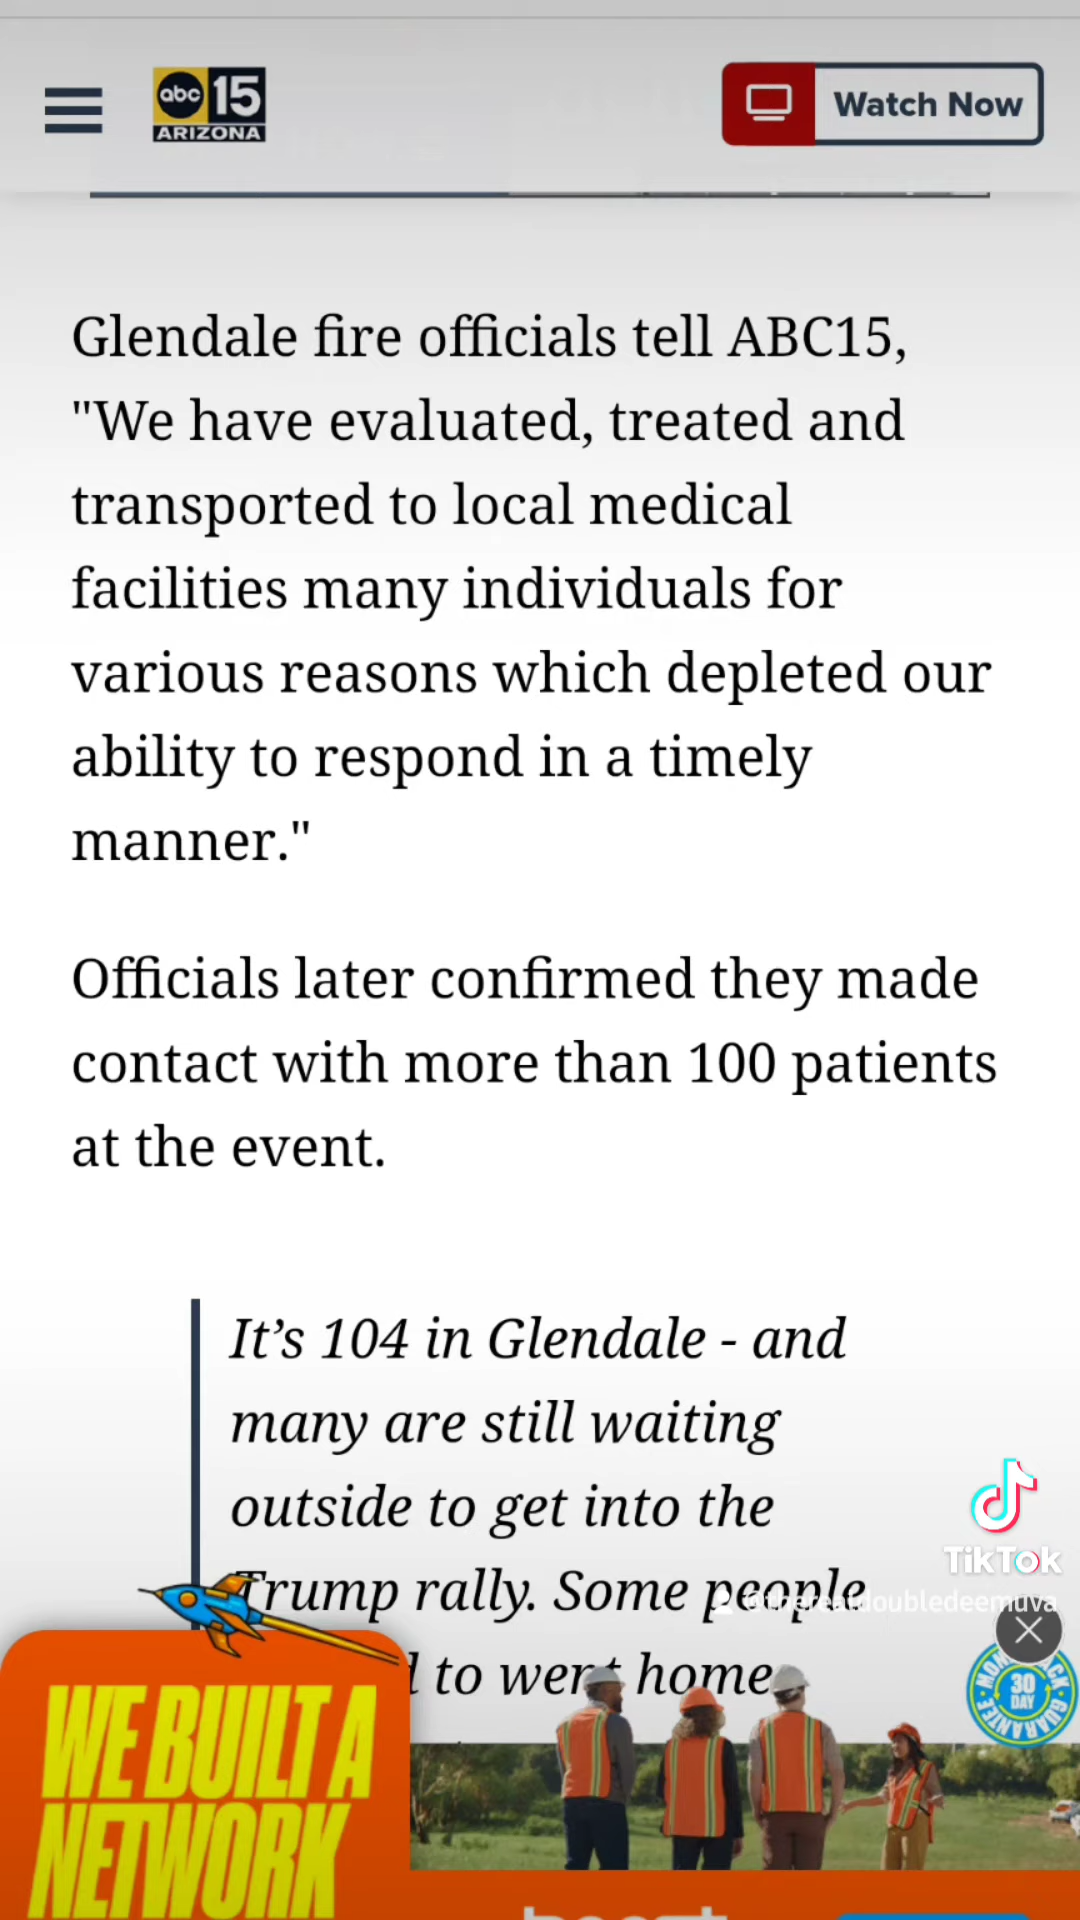 abc 15
ARIZONA
Watch Now
Glendale fire officials tell ABC15,
"We have evaluated, treated and
transported to local medical
facilities many individuals for
various reasons which depleted our
ability to respond in a timely
manner."
Officials later confirmed they made
contact with more than 100 patients
at the event.
It’s 104 in Glendale - and
many are still waiting
outside to get into the
Trump rally. Some people
to went home
TikTok
@therealdoubledeemuva
30
DAY
GUARANTEE
WE BUILT A
NETWORK